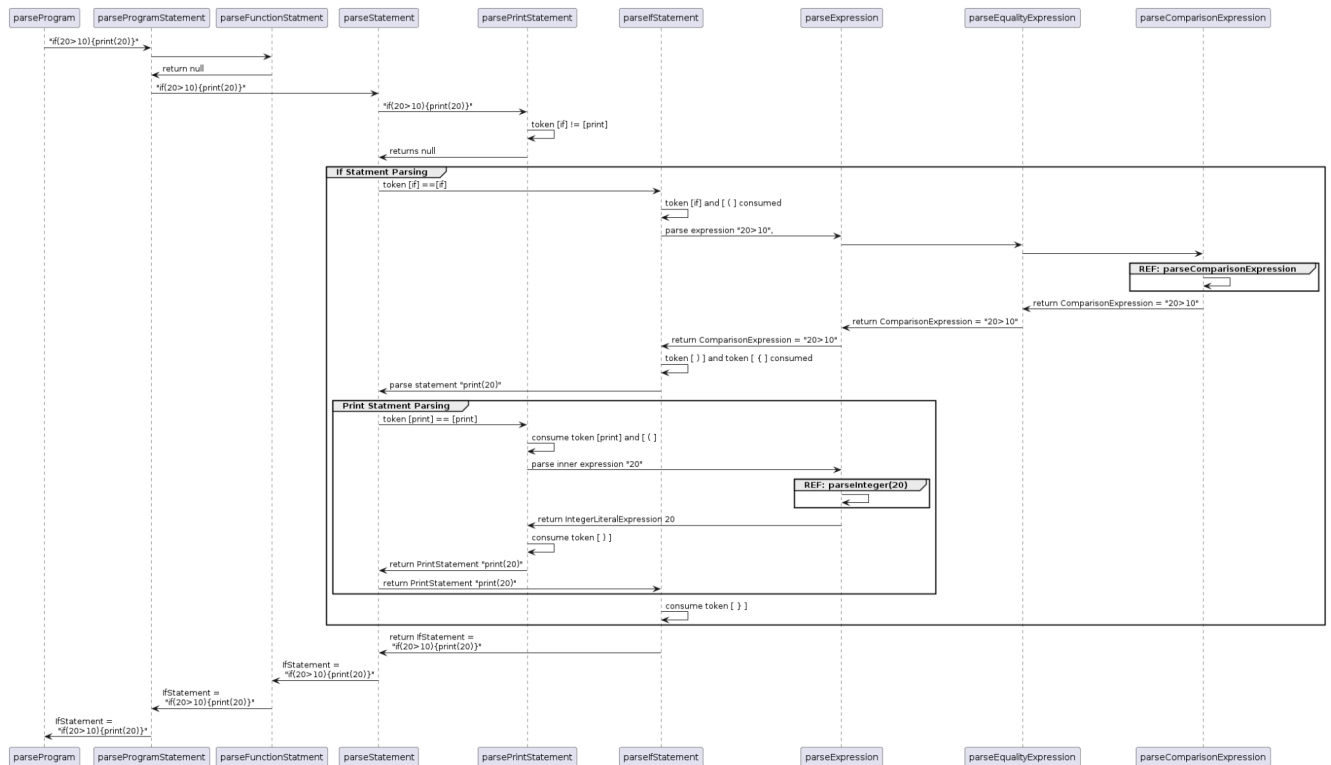 parseProgram parseProgramStatement parseFunctionStatment parseStatement parsePrintStatement parseIfStatement parseExpression parseEqualityExpression parseComparisonExpression
"if(20>10){print(20)}"
return null
"if(20>10){print(20)}"
"if(20>10){print(20)}"
token [if] != [print]
returns null
If Statment Parsing
token [if] ==[if]
token [if] and [ ( ] consumed
parse expression "20>10",
REF: parseComparisonExpression
return ComparisonExpression = "20>10"
return ComparisonExpression = "20>10"
return ComparisonExpression = "20>10"
token [ ) ] and token [ { ] consumed
parse statement "print(20)"
Print Statment Parsing
token [print] == [print]
consume token [print] and [ ( ]
parse inner expression "20"
REF: parseInteger(20)
return IntegerLiteralExpression 20
consume token [ ) ]
return PrintStatement "print(20)"
return PrintStatement "print(20)"
consume token [ } ]
return IfStatement =
"if(20>10){print(20)}"
IfStatement =
"if(20>10){print(20)}"
IfStatement =
"if(20>10){print(20)}"
IfStatement =
"if(20>10){print(20)}"
parseProgram parseProgramStatement parseFunctionStatment parseStatement parsePrintStatement parseIfStatement parseExpression parseEqualityExpression parseComparisonExpression